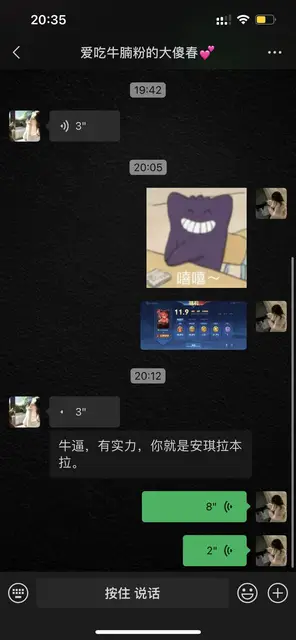 20:35
爱吃牛腩粉的大傻春💕
19:42
3"
20:05
嘻嘻～
11.9
20:12
3"
牛逼，有实力，你就是安琪拉本
拉。
8"
2"
按住 说话